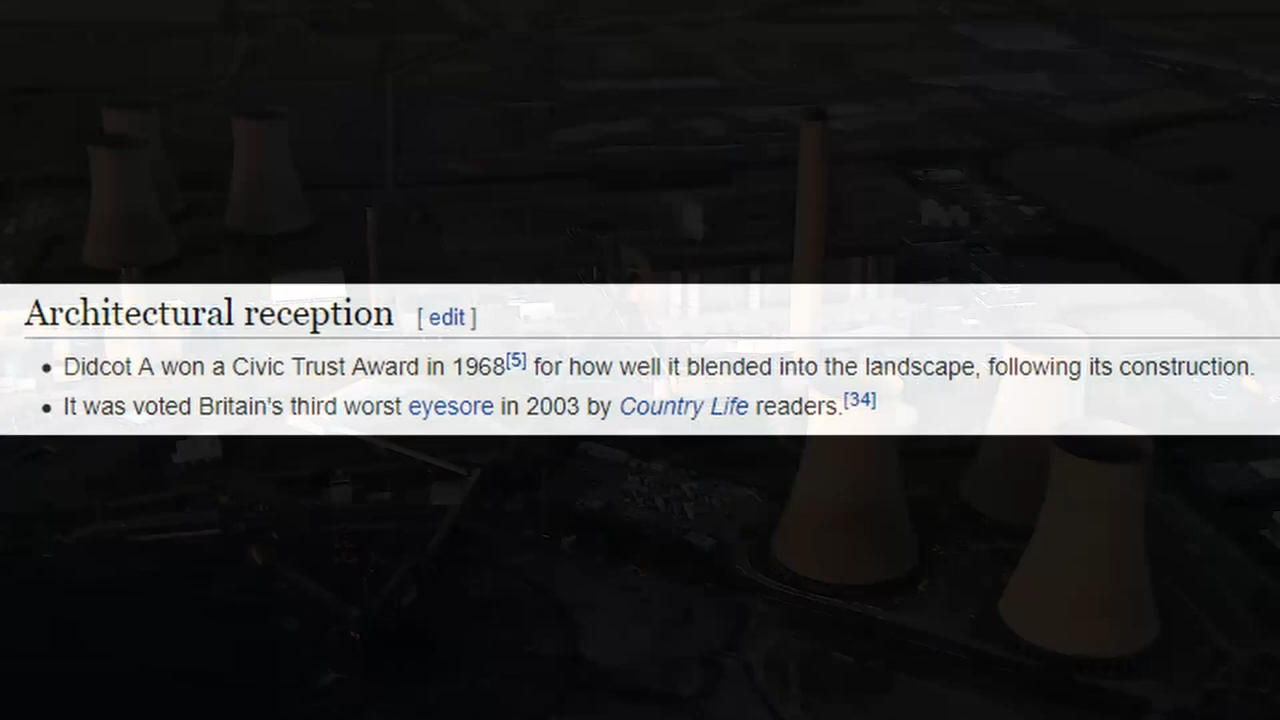 Architectural reception [ edit ]
• Didcot A won a Civic Trust Award in 1968[5] for how well it blended into the landscape, following its construction.
• It was voted Britain's third worst eyesore in 2003 by Country Life readers.[34]